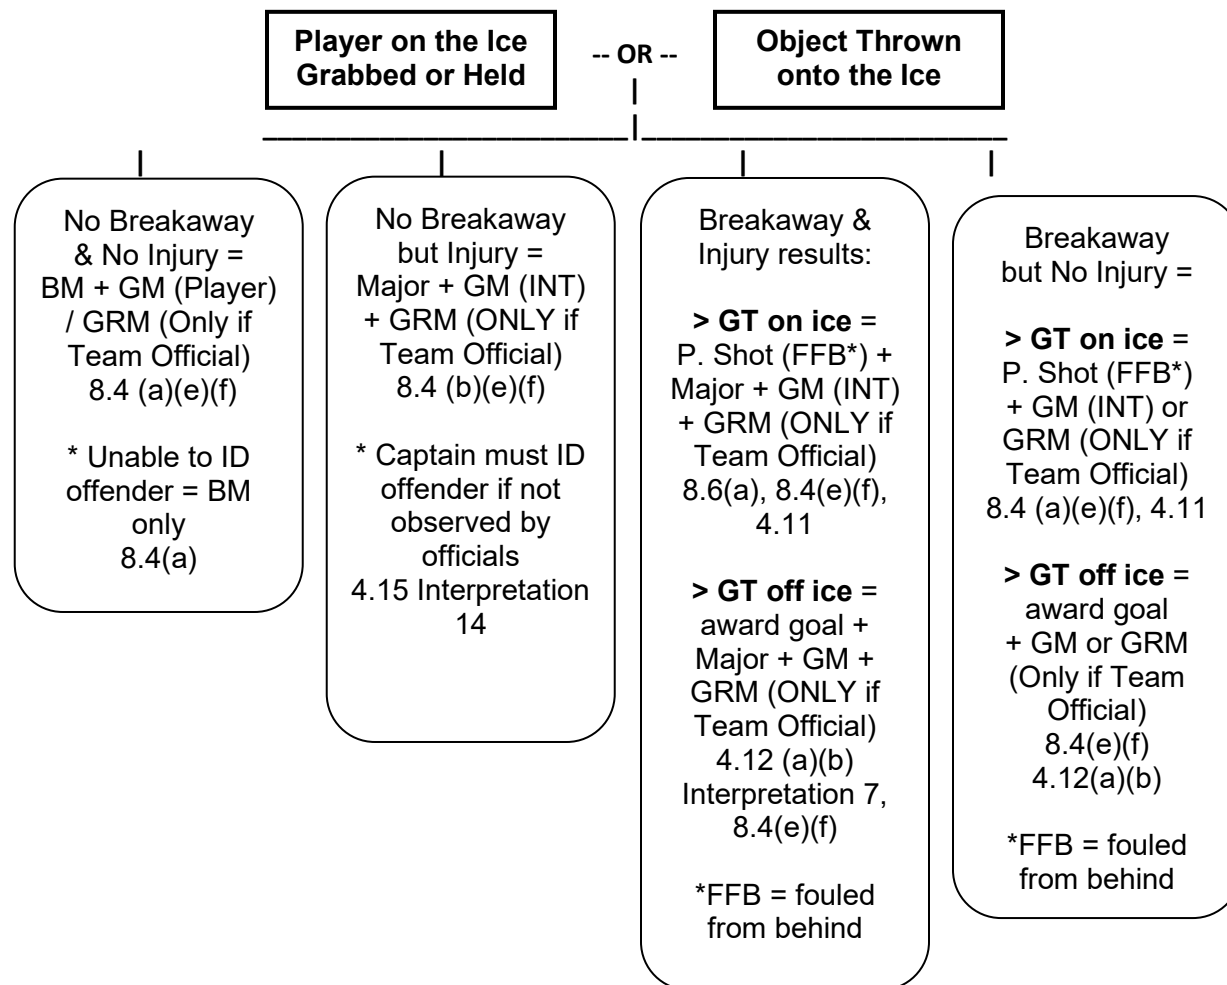 Player on the Ice
Grabbed or Held
-- OR --
Object Thrown
onto the Ice
No Breakaway
& No Injury =
BM + GM (Player)
/ GRM (Only if
Team Official)
8.4 (a)(e)(f)
* Unable to ID
offender = BM
only
8.4(a)
No Breakaway
but Injury =
Major + GM (INT)
+ GRM (ONLY if
Team Official)
8.4 (b)(e)(f)
* Captain must ID
offender if not
observed by
officials
4.15 Interpretation
14
Breakaway &
Injury results:
> GT on ice =
P. Shot (FFB*) +
Major + GM (INT)
+ GRM (ONLY if
Team Official)
8.6(a), 8.4(e)(f),
4.11
> GT off ice =
award goal +
Major + GM +
GRM (ONLY if
Team Official)
4.12 (a)(b)
Interpretation 7,
8.4(e)(f)
*FFB = fouled
from behind
Breakaway
but No Injury =
> GT on ice =
P. Shot (FFB*)
+ GM (INT) or
GRM (ONLY if
Team Official)
8.4 (a)(e)(f), 4.11
> GT off ice =
award goal
+ GM or GRM
(Only if Team
Official)
8.4(e)(f)
4.12(a)(b)
*FFB = fouled
from behind